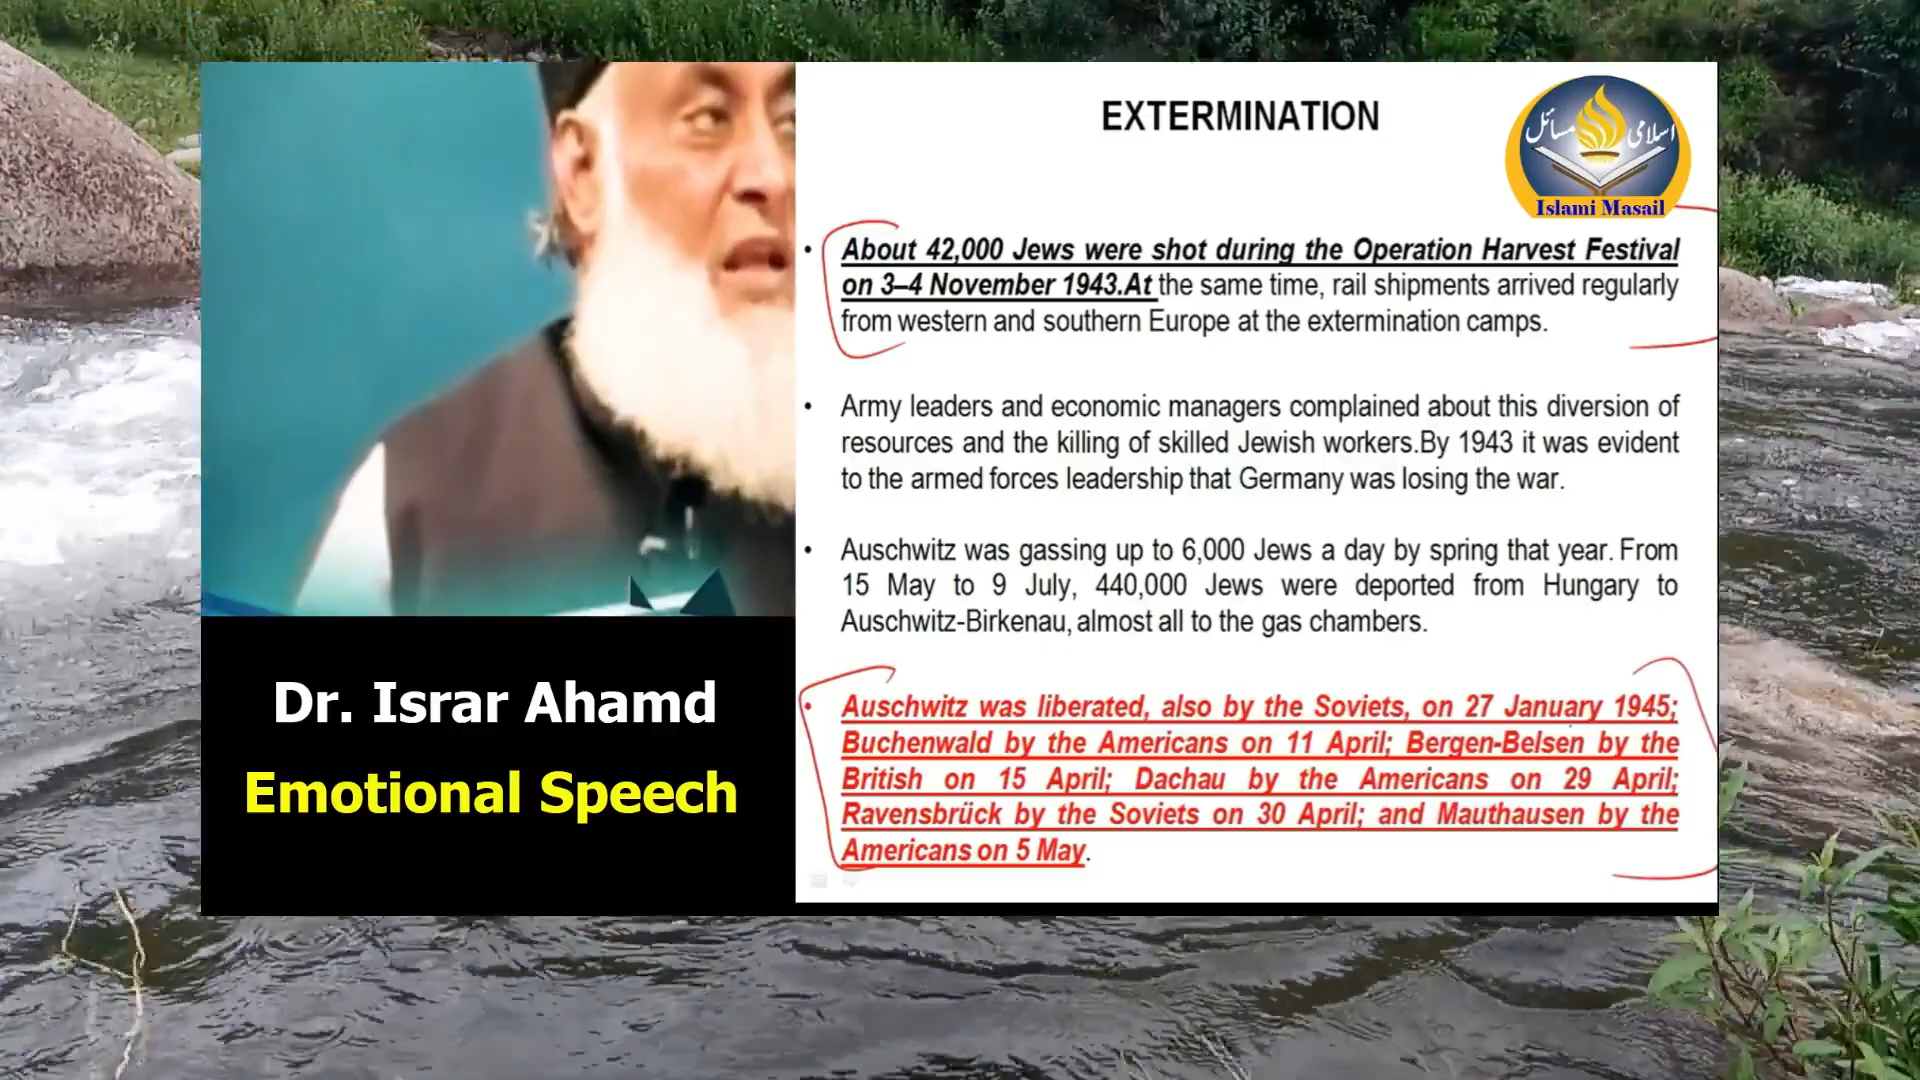 EXTERMINATION
اسلامی مسائل
Islami Masail
• About 42,000 Jews were shot during the Operation Harvest Festival
on 3–4 November 1943.At the same time, rail shipments arrived regularly
from western and southern Europe at the extermination camps.
• Army leaders and economic managers complained about this diversion of
resources and the killing of skilled Jewish workers.By 1943 it was evident
to the armed forces leadership that Germany was losing the war.
• Auschwitz was gassing up to 6,000 Jews a day by spring that year. From
15 May to 9 July, 440,000 Jews were deported from Hungary to
Auschwitz-Birkenau, almost all to the gas chambers.
• Auschwitz was liberated, also by the Soviets, on 27 January 1945;
Buchenwald by the Americans on 11 April; Bergen-Belsen by the
British on 15 April; Dachau by the Americans on 29 April;
Ravensbrück by the Soviets on 30 April; and Mauthausen by the
Americans on 5 May.
Dr. Israr Ahamd
Emotional Speech